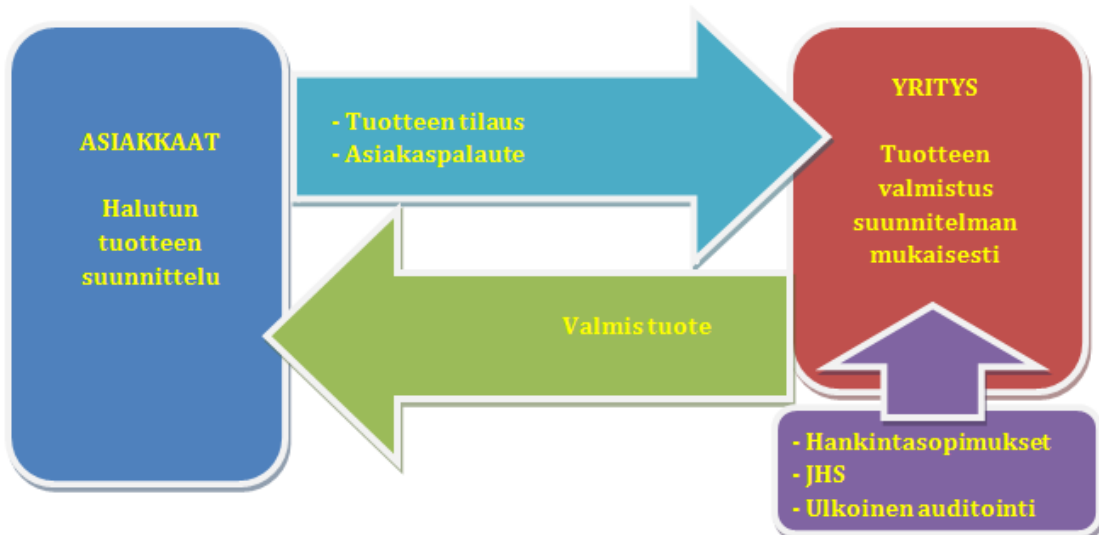 ASIAKKAAT
Halutun
tuotteen
suunnittelu
- Tuotteen tilaus
- Asiakaspalaute
Valmis tuote
YRITYS
Tuotteen
valmistus
suunnitelman
mukaisesti
- Hankintasopimukset
- JHS
- Ulkoinen auditointi